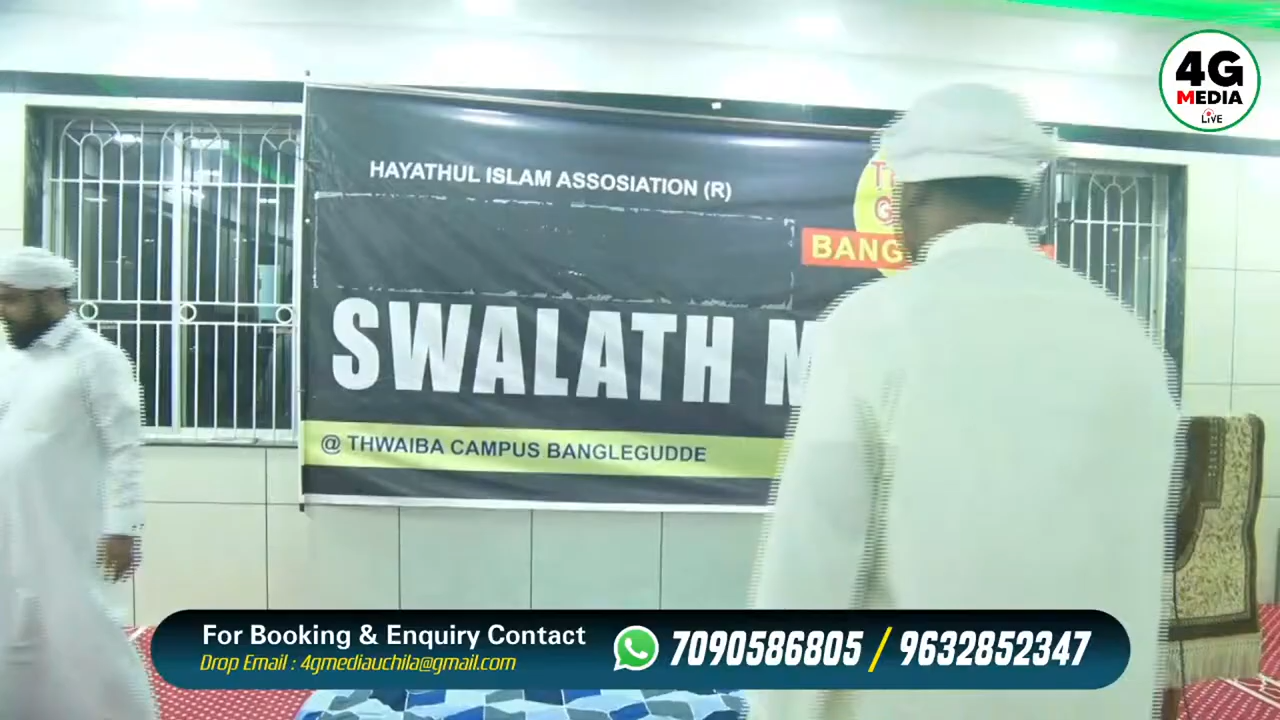 4G
MEDIA
LIVE
HAYATHUL ISLAM ASSOSIATION (R)
SWALATH
@ THWAIBA CAMPUS BANGLEGUDDE
For Booking & Enquiry Contact
Drop Email : 4gmediauchila@gmail.com
7090586805 / 9632852347